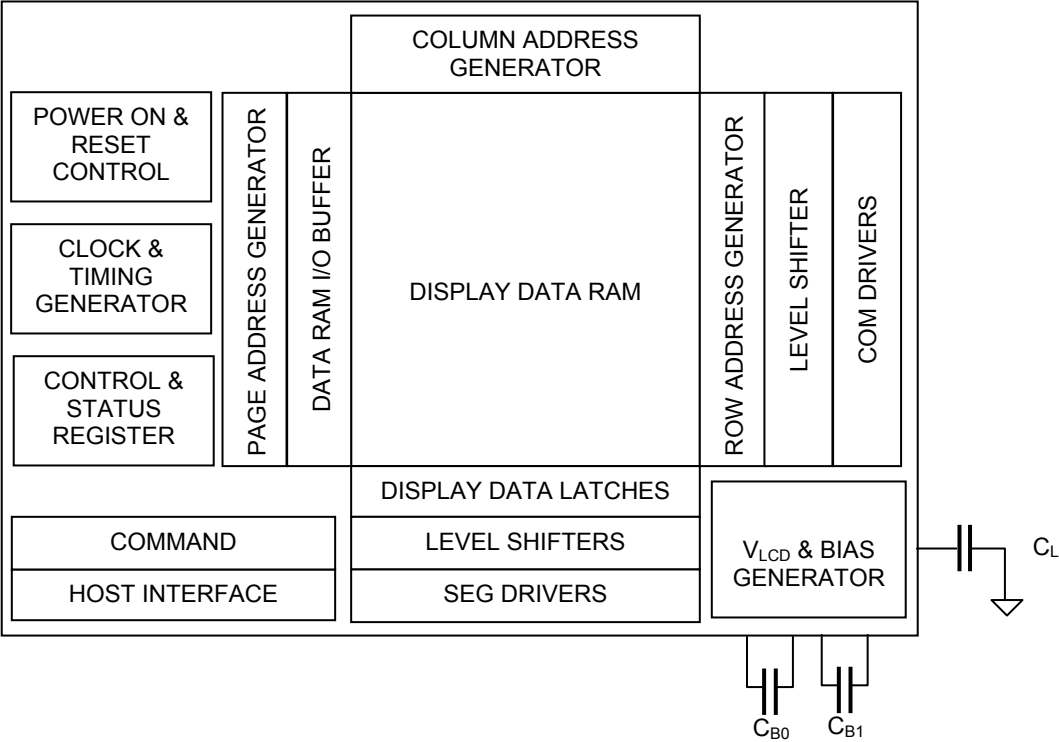 COLUMN ADDRESS
GENERATOR
POWER ON &
RESET
CONTROL
CLOCK &
TIMING
GENERATOR
CONTROL &
STATUS
REGISTER
PAGE ADDRESS GENERATOR
DATA RAM I/O BUFFER
DISPLAY DATA RAM
ROW ADDRESS GENERATOR
LEVEL SHIFTER
COM DRIVERS
DISPLAY DATA LATCHES
COMMAND
LEVEL SHIFTERS
HOST INTERFACE
SEG DRIVERS
VLCD & BIAS
GENERATOR
CL
CB0
CB1